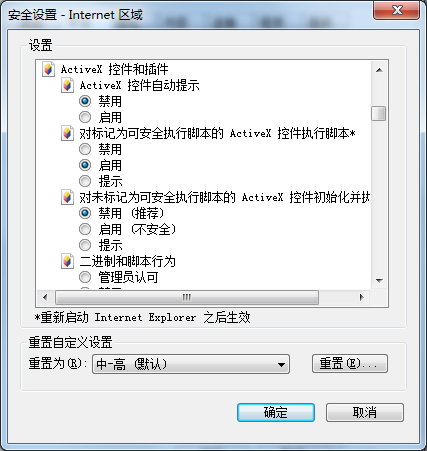 安全设置 - Internet 区域
设置
ActiveX 控件和插件
ActiveX 控件自动提示
禁用
启用
对标记为可安全执行脚本的 ActiveX 控件执行脚本*
禁用
启用
提示
对未标记为可安全执行脚本的 ActiveX 控件初始化并执
禁用 (推荐)
启用 (不安全)
提示
二进制和脚本行为
管理员认可
*重新启动 Internet Explorer 之后生效
重置自定义设置
重置为(R): 中-高 (默认) 重置(E)...
确定 取消